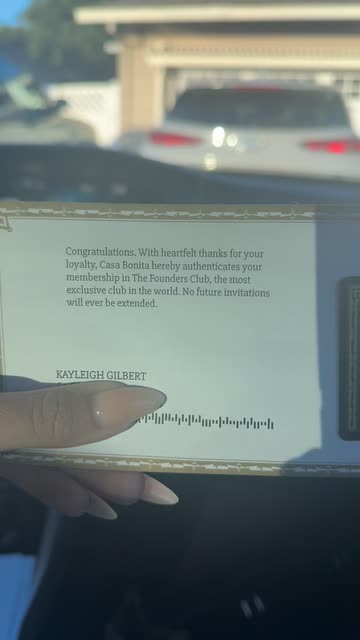 Congratulations. With heartfelt thanks for your
loyalty, Casa Bonita hereby authenticates your
membership in The Founders Club, the most
exclusive club in the world. No future invitations
will ever be extended.
KAYLEIGH GILBERT